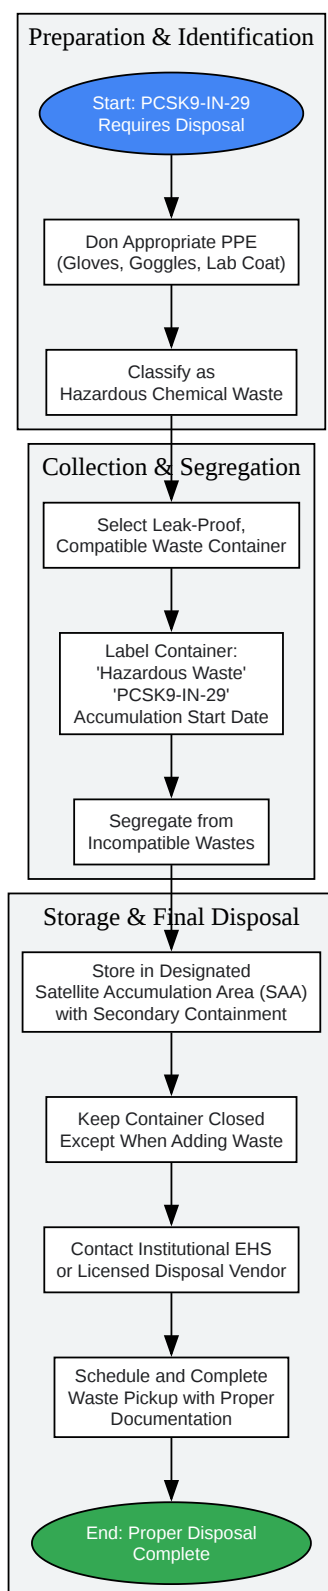 Preparation & Identification
Start: PCSK9-IN-29
Requires Disposal
Don Appropriate PPE
(Gloves, Goggles, Lab Coat)
Classify as
Hazardous Chemical Waste
Collection & Segregation
Select Leak-Proof,
Compatible Waste Container
Label Container:
'Hazardous Waste'
'PCSK9-IN-29'
Accumulation Start Date
Segregate from
Incompatible Wastes
Storage & Final Disposal
Store in Designated
Satellite Accumulation Area (SAA)
with Secondary Containment
Keep Container Closed
Except When Adding Waste
Contact Institutional EHS
or Licensed Disposal Vendor
Schedule and Complete
Waste Pickup with Proper
Documentation
End: Proper Disposal
Complete